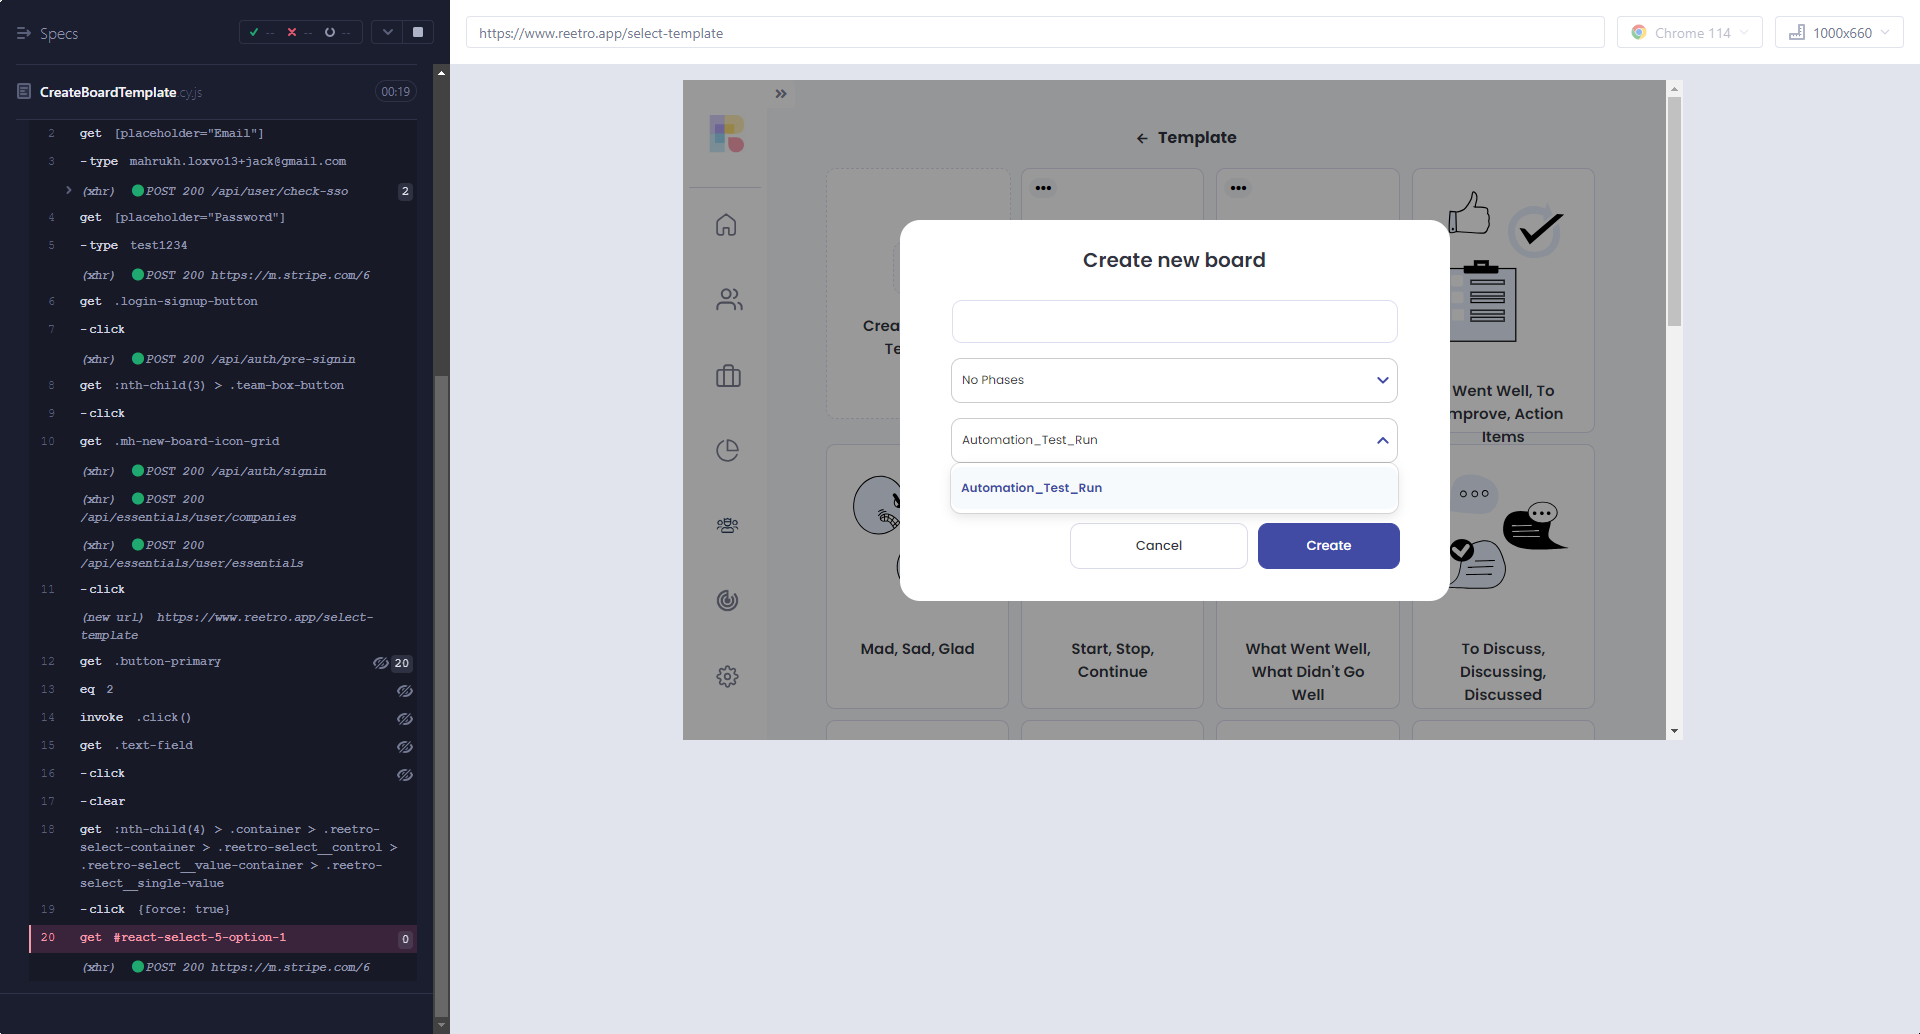 Specs
-- -- --
CreateBoardTemplate.cy.js 00:19
2 get [placeholder="Email"]
3 -type mahrukh.loxvo13+jack@gmail.com
(xhr) POST 200 /api/user/check-sso 2
4 get [placeholder="Password"]
5 -type test1234
(xhr) POST 200 https://m.stripe.com/6
6 get .login-signup-button
7 -click
(xhr) POST 200 /api/auth/pre-signin
8 get :nth-child(3) > .team-box-button
9 -click
10 get .mh-new-board-icon-grid
(xhr) POST 200 /api/auth/signin
(xhr) POST 200
/api/essentials/user/companies
(xhr) POST 200
/api/essentials/user/essentials
11 -click
(new url) https://www.reetro.app/select-
template
12 get .button-primary 20
13 eq 2
14 invoke .click()
15 get .text-field
16 -click
17 -clear
18 get :nth-child(4) > .container > .reetro-
select-container > .reetro-select__control >
.reetro-select__value-container > .reetro-
select__single-value
19 -click {force: true}
20 get #react-select-5-option-1 0
(xhr) POST 200 https://m.stripe.com/6
https://www.reetro.app/select-template
Chrome 114
1000x660
Template
Crea
Te
Went Well, To
mprove, Action
Items
Create new board
No Phases
Automation_Test_Run
Automation_Test_Run
Cancel
Create
Mad, Sad, Glad
Start, Stop,
Continue
What Went Well,
What Didn't Go
Well
To Discuss,
Discussing,
Discussed